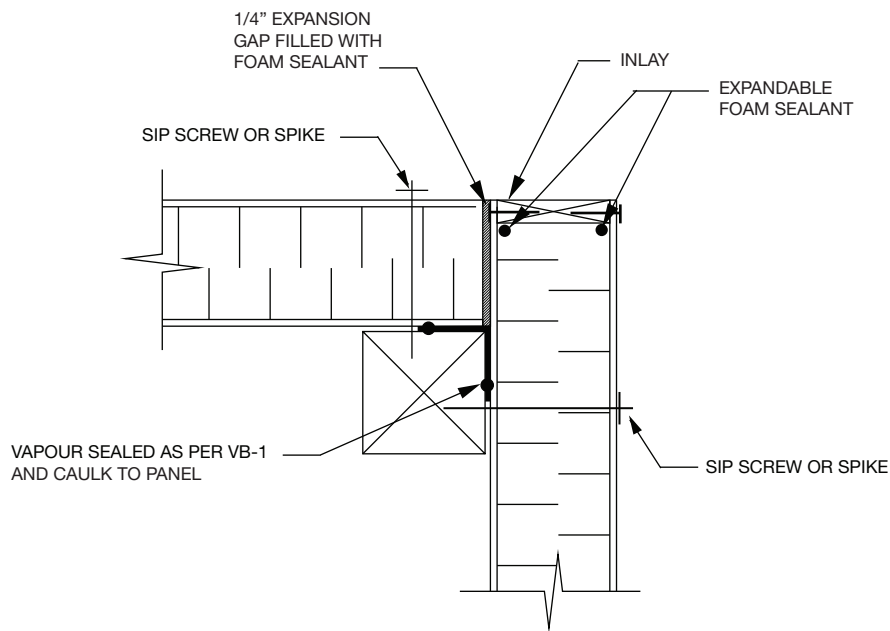 1/4” EXPANSION
GAP FILLED WITH
FOAM SEALANT
INLAY
EXPANDABLE
FOAM SEALANT
SIP SCREW OR SPIKE
VAPOUR SEALED AS PER VB-1
AND CAULK TO PANEL
SIP SCREW OR SPIKE